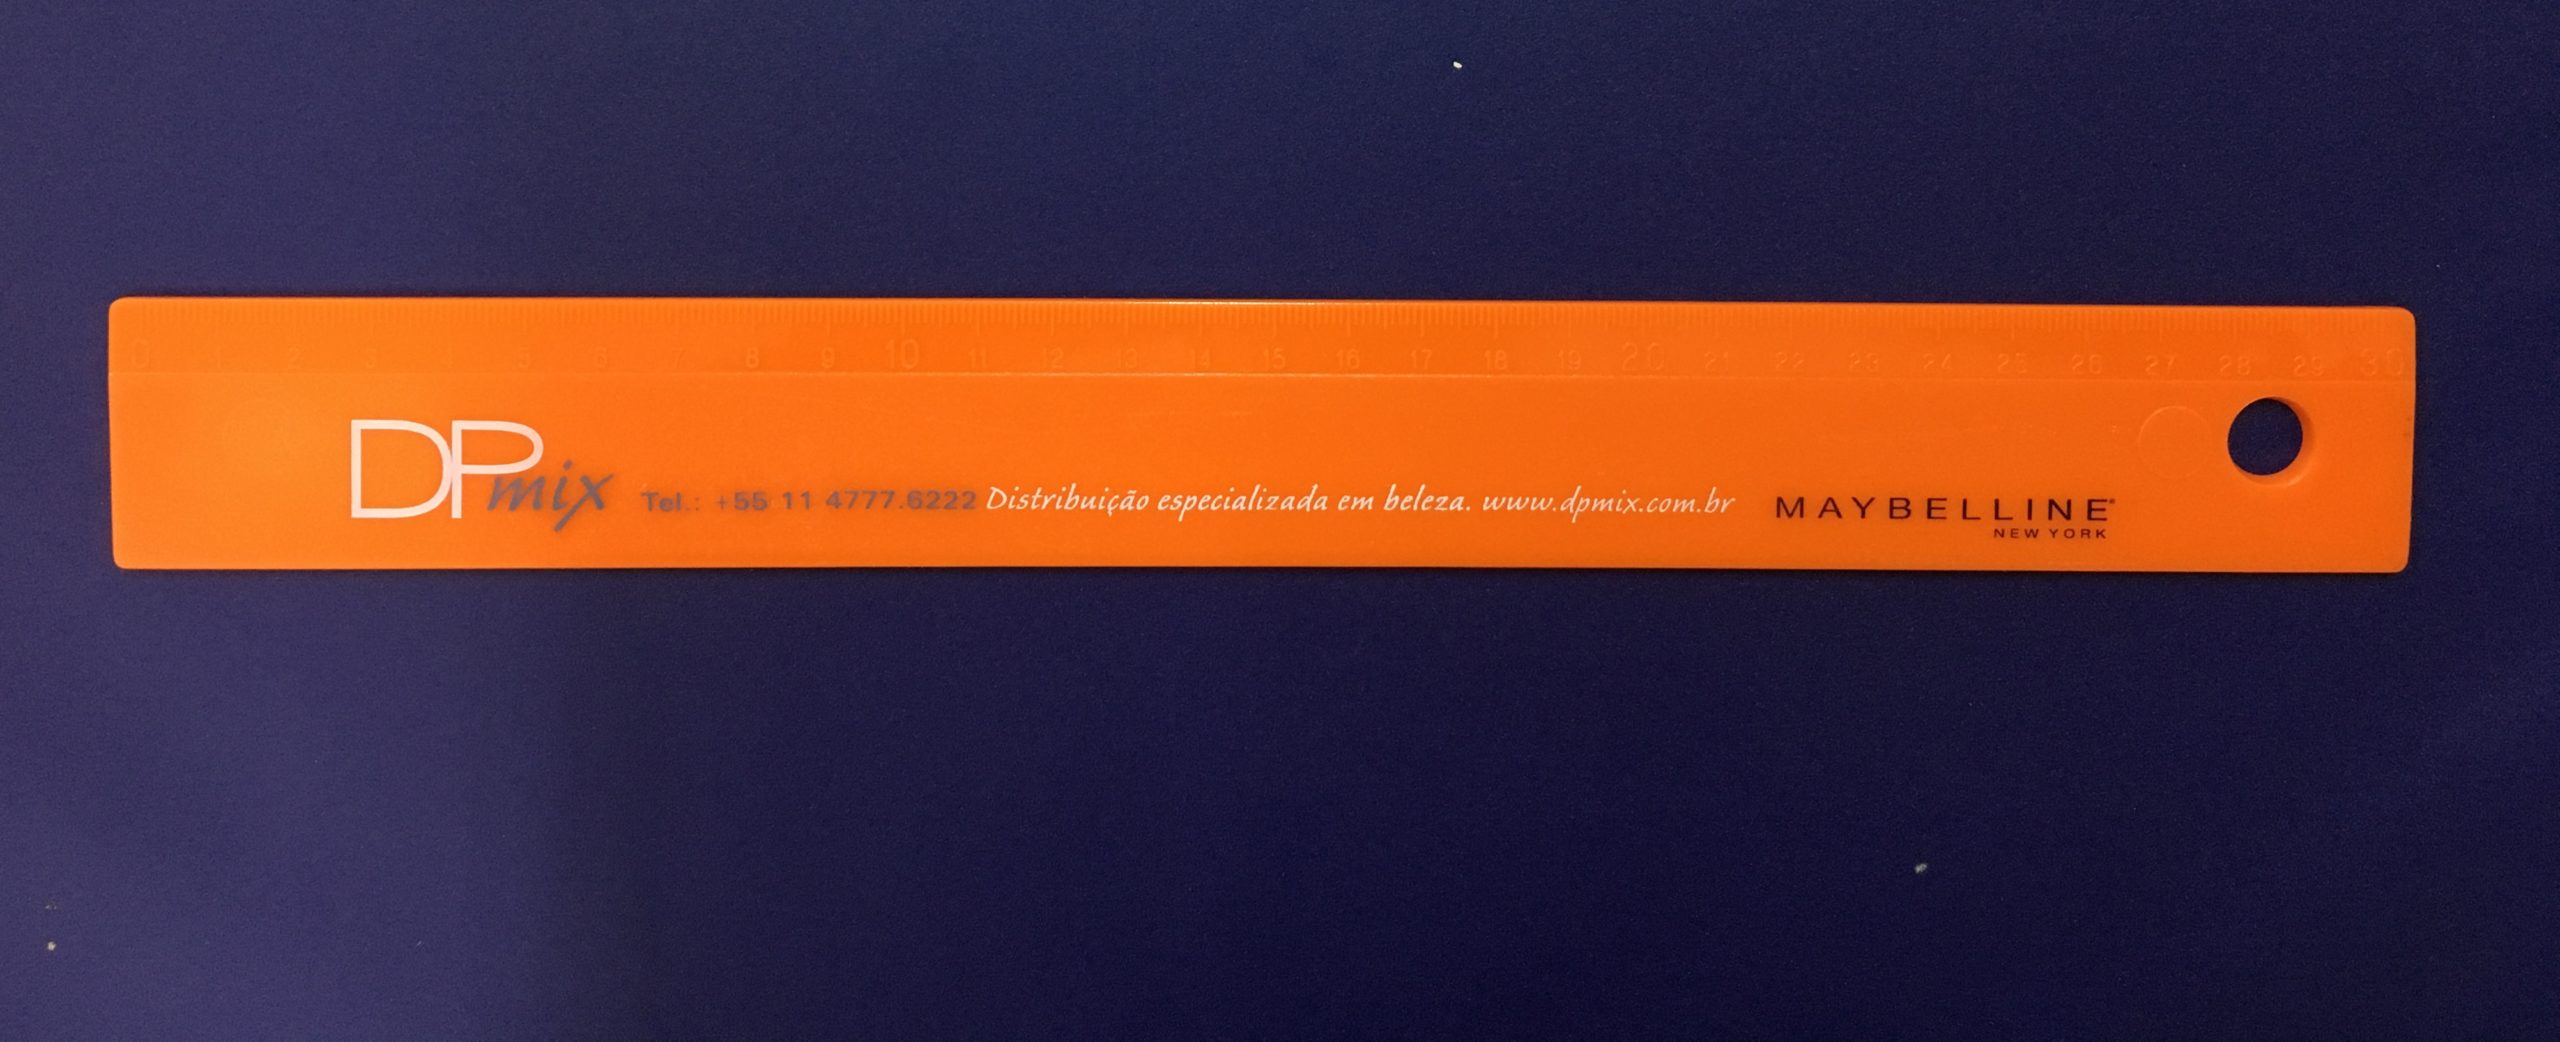 0 1 2 3 4 5 6 7 8 9 10 11 12 13 14 15 16 17 18 19 20 21 22 23 24 25 26 27 28 29 30
DPmix Tel.: +55 11 4777.6222 Distribuição especializada em beleza. www.dpmix.com.br MAYBELLINE®
NEW YORK